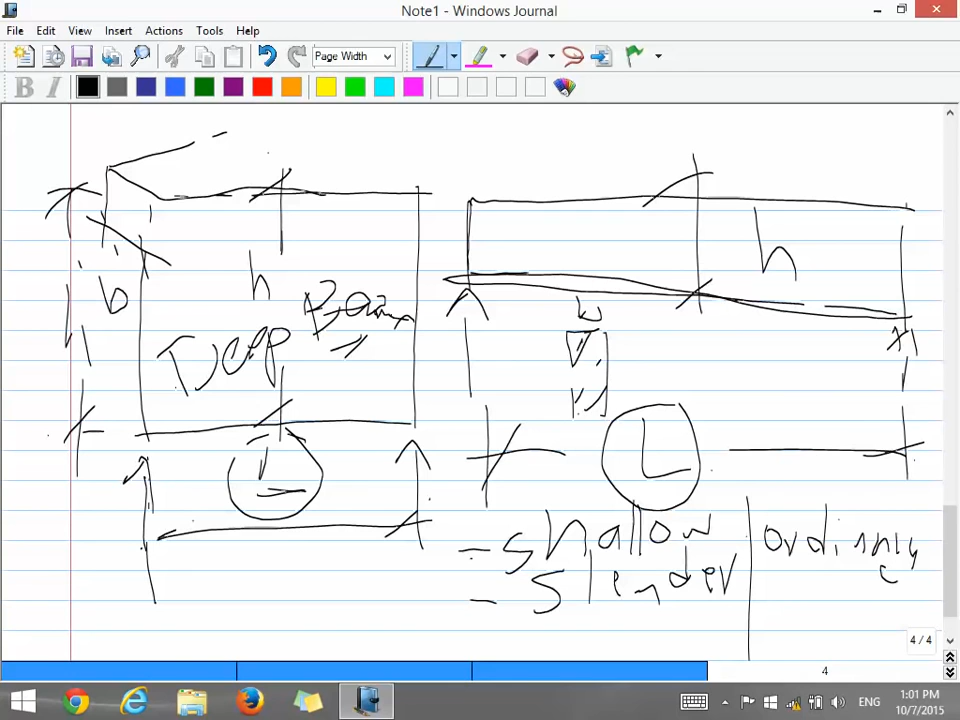 Note1 - Windows Journal
File Edit View Insert Actions Tools Help
Page Width
B I
b
h
h
Deep Beam
h
b
L
L
- shallow | ordinary
- slender
4 / 4
4
ENG
1:01 PM
10/7/2015